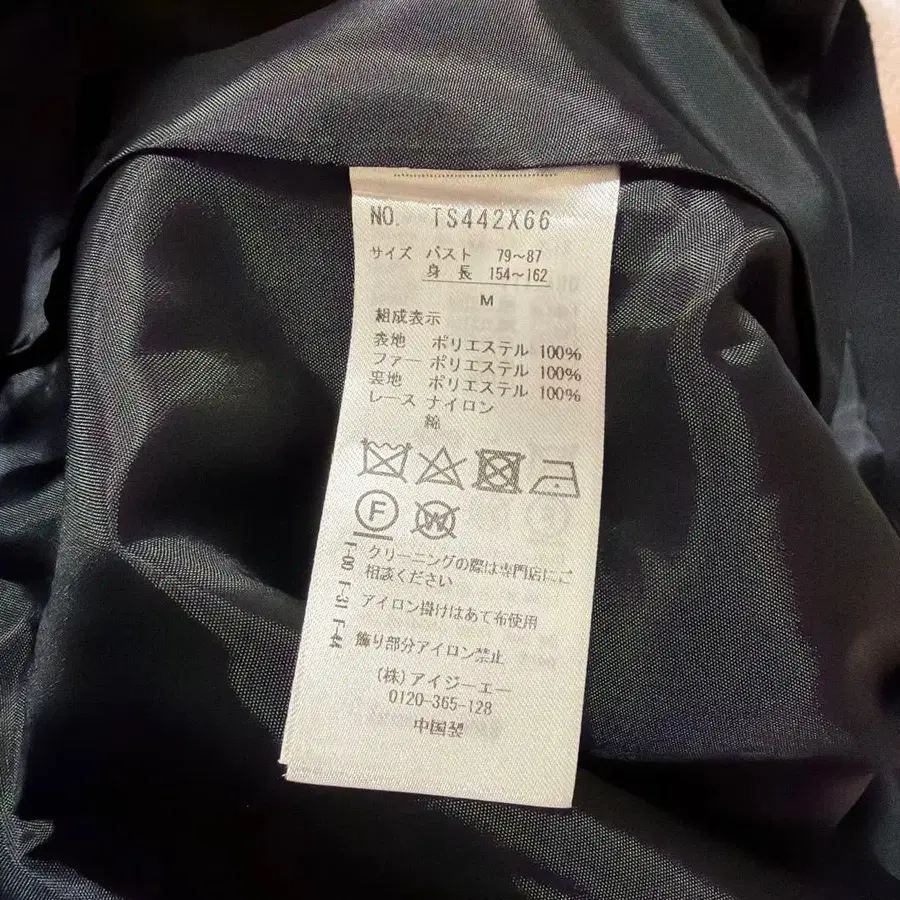 NO. TS442X66
サイズ バスト 79～87
身長 154～162
M
組成表示
表地 ポリエステル 100%
ファー ポリエステル 100%
裏地 ポリエステル 100%
レース ナイロン
綿
F
W
クリーニングの際は専門店にご
相談ください
アイロン掛けはあて布使用
飾り部分アイロン禁止
(株)アイジーエー
0120-365-128
中国製